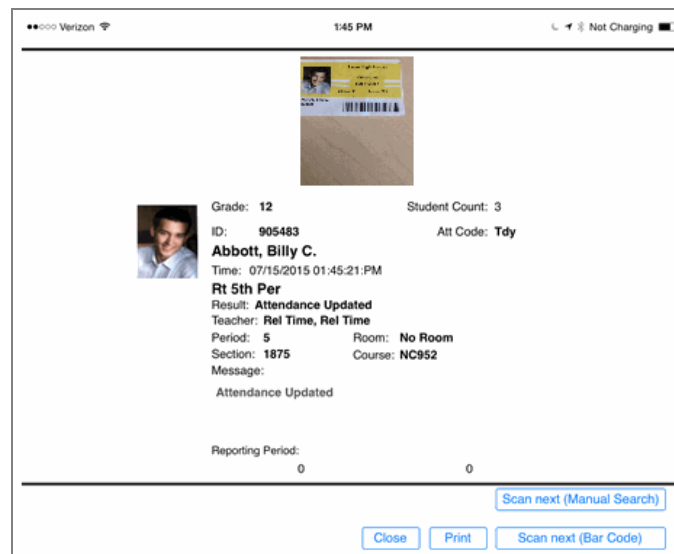 Verizon 1:45 PM Not Charging
Grade: 12 Student Count: 3
ID: 905483 Att Code: Tdy
Abbott, Billy C.
Time: 07/15/2015 01:45:21:PM
Rt 5th Per
Result: Attendance Updated
Teacher: Rel Time, Rel Time
Period: 5 Room: No Room
Section: 1875 Course: NC952
Message:
Attendance Updated
Reporting Period:
0 0
Scan next (Manual Search)
Close Print Scan next (Bar Code)